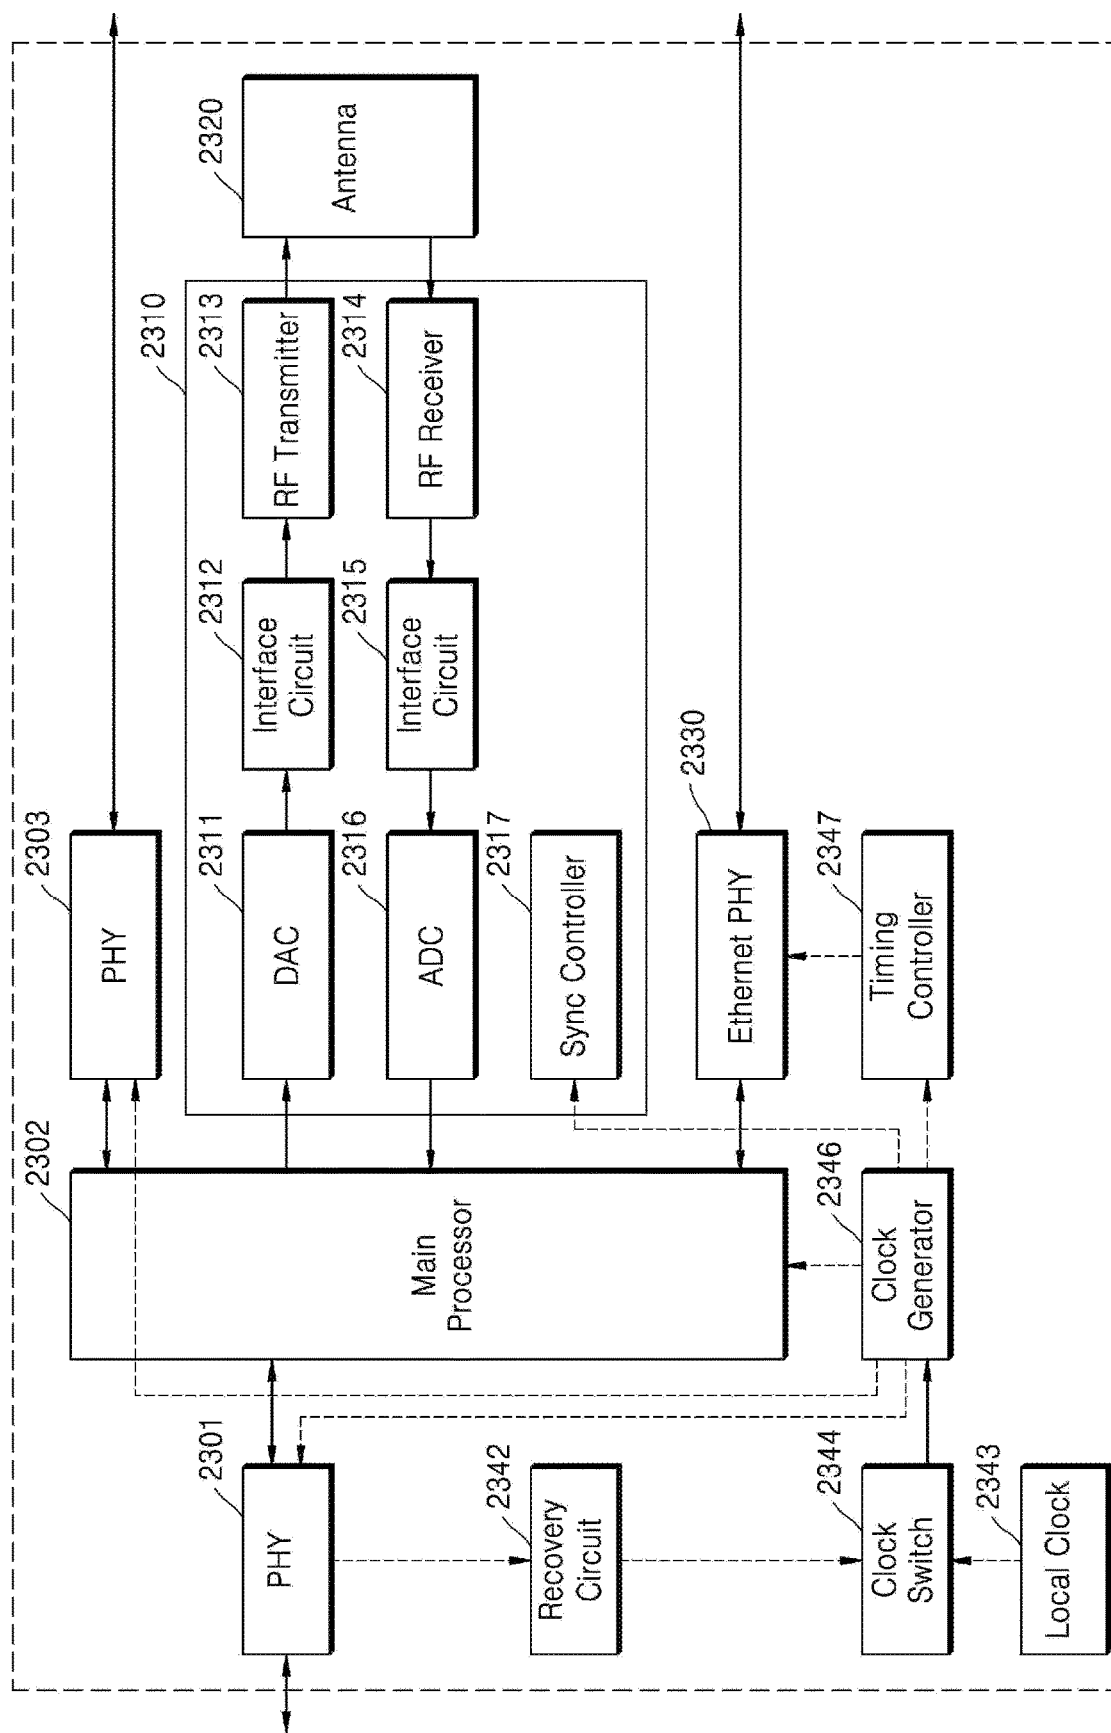 2303
PHY
2302
Main
Processor
2301
PHY
2310
2311
DAC
2312
Interface
Circuit
2313
RF Transmitter
2320
Antenna
2316
ADC
2315
Interface
Circuit
2314
RF Receiver
2342
Recovery
Circuit
2317
Sync Controller
2330
Ethernet PHY
2344
Clock
Switch
2346
Clock
Generator
2347
Timing
Controller
2343
Local Clock